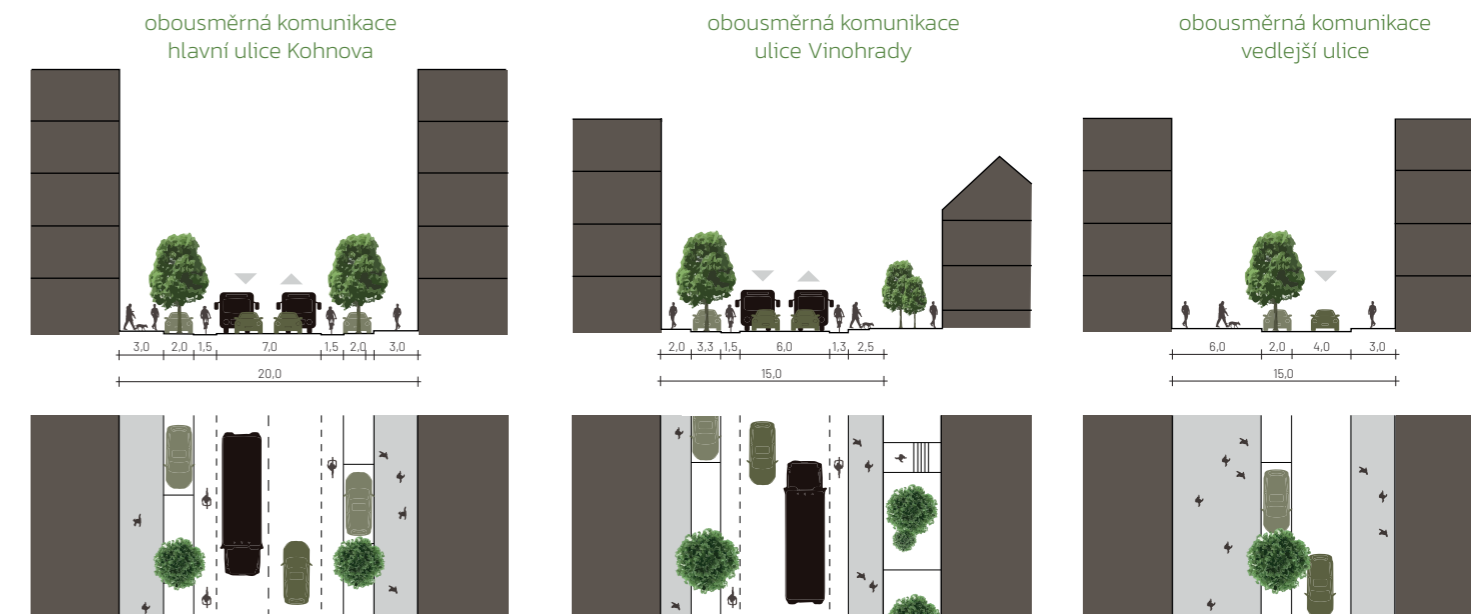 obousměrná komunikace
hlavní ulice Kohnova
3,0 2,0 1,5 7,0 1,5 2,0 3,0
20,0
obousměrná komunikace
ulice Vinohrady
2,0 3,3 1,5 6,0 1,3 2,5
15,0
obousměrná komunikace
vedlejší ulice
6,0 2,0 4,0 3,0
15,0